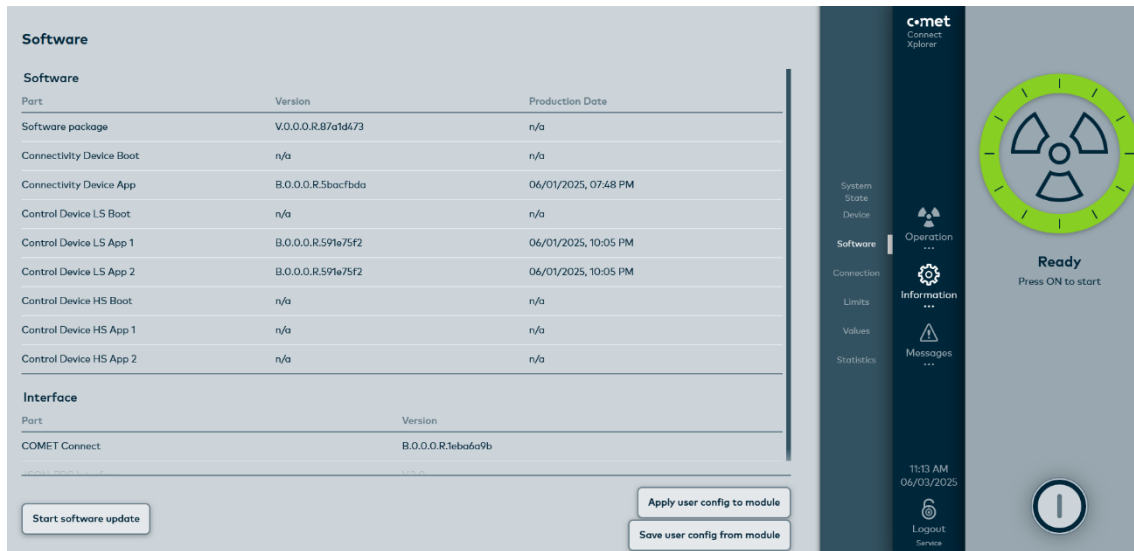 Software
Software
Part Version Production Date
Software package V.0.0.0.R.87a1d473 n/a
Connectivity Device Boot n/a
Connectivity Device App B.0.0.0.R.5bacfbda 06/01/2025, 07:48 PM
Control Device LS Boot n/a
Control Device LS App 1 B.0.0.0.R.591e75f2 06/01/2025, 10:05 PM
Control Device LS App 2 B.0.0.0.R.591e75f2 06/01/2025, 10:05 PM
Control Device HS Boot n/a n/a
Control Device HS App 1 n/a n/a
Control Device HS App 2 n/a n/a
Interface
Part Version
COMET Connect B.0.0.0.R.1eba6a9b
Start software update
Apply user config to module
Save user config from module
System
State
Device
Software
Connection
Limits
Values
Statistics
comet
Connect
Xplorer
Operation
Information
Messages
11:13 AM
06/03/2025
Logout
Service
Ready
Press ON to start